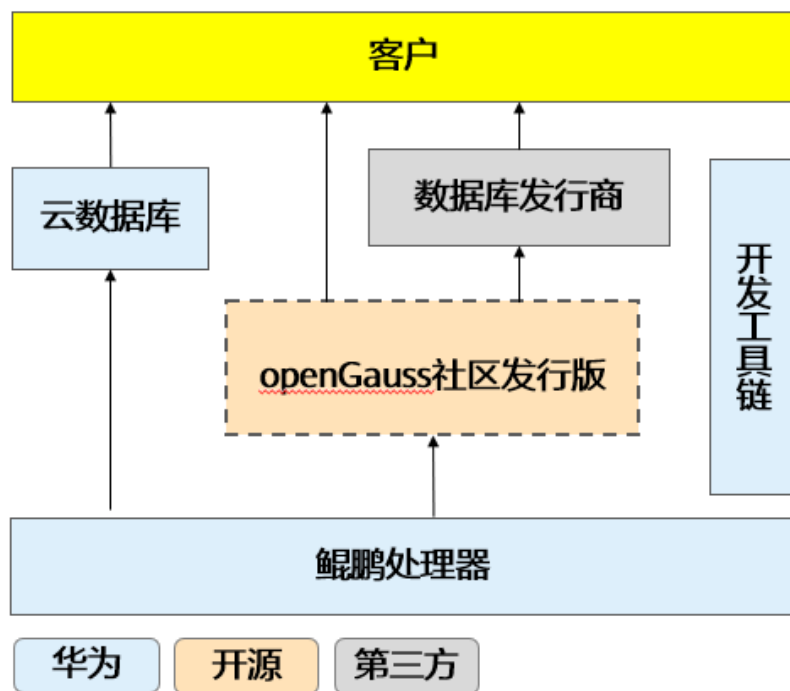 客户
云数据库
数据库发行商
开发工具链
openGauss社区发行版
鲲鹏处理器
华为
开源
第三方